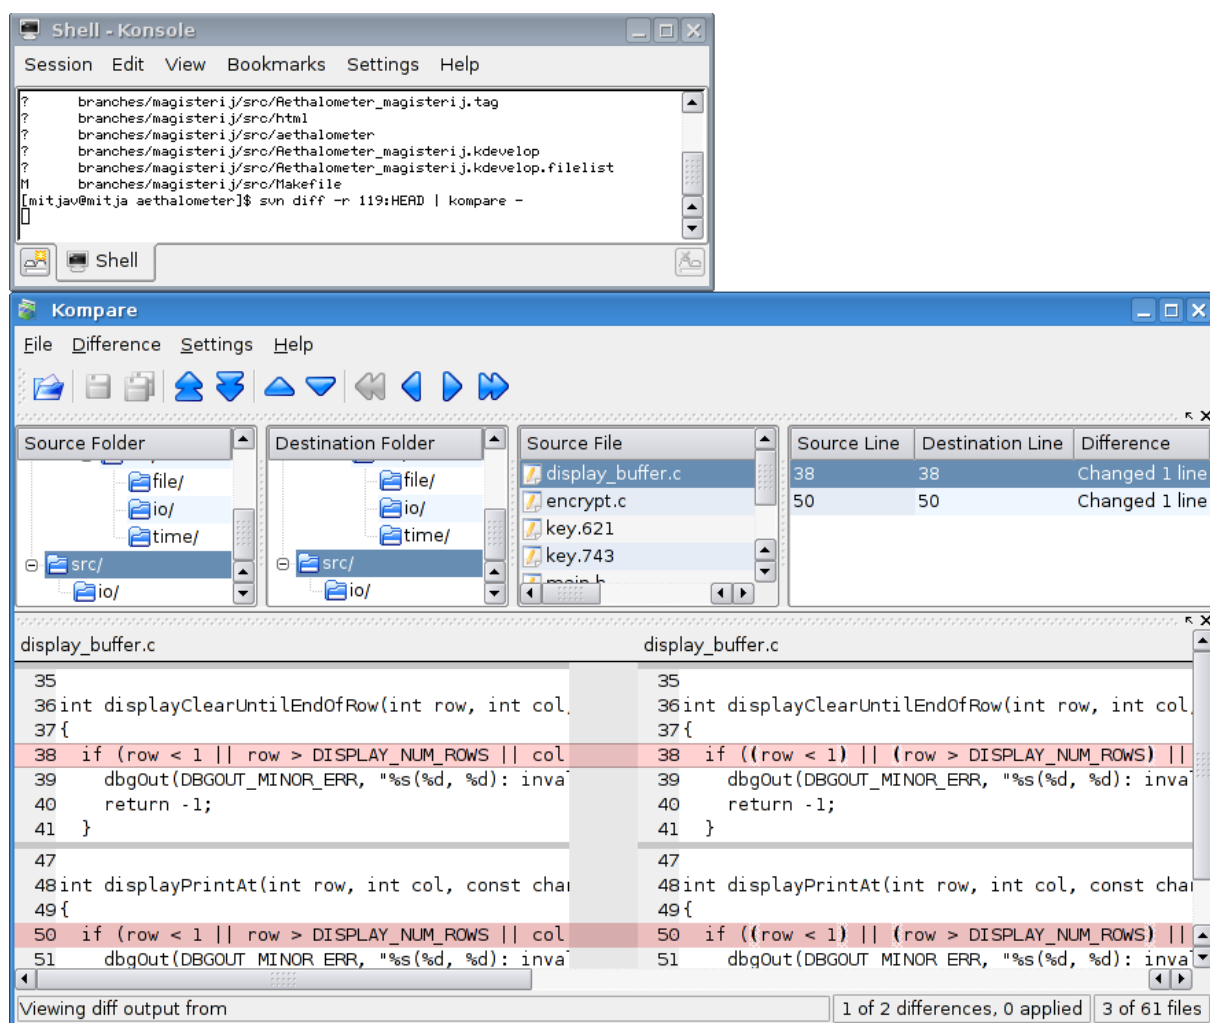 Shell - Konsole
Session Edit View Bookmarks Settings Help
? branches/magisterij/src/Aethalometer_magisterij.tag
? branches/magisterij/src/html
? branches/magisterij/src/aethalometer
? branches/magisterij/src/Aethalometer_magisterij.kdevelop
? branches/magisterij/src/Aethalometer_magisterij.kdevelop.filelist
M branches/magisterij/src/Makefile
[mitjav@mitja aethalometer]$ svn diff -r 119:HEAD | kompare -
Shell
Kompare
File Difference Settings Help
Source Folder Destination Folder Source File Source Line Destination Line Difference
file/ file/ display_buffer.c 38 38 Changed 1 line
io/ io/ encrypt.c 50 50 Changed 1 line
time/ time/ key.621
src/ src/ key.743
io/ io/ main.h
display_buffer.c display_buffer.c
35 35
36 int displayClearUntilEndOfRow(int row, int col, 36 int displayClearUntilEndOfRow(int row, int col,
37 { 37 {
38 if (row < 1 || row > DISPLAY_NUM_ROWS || col 38 if ((row < 1) || (row > DISPLAY_NUM_ROWS) ||
39 dbgOut(DBGOUT_MINOR_ERR, "%s(%d, %d): inva 39 dbgOut(DBGOUT_MINOR_ERR, "%s(%d, %d): inva
40 return -1; 40 return -1;
41 } 41 }
47 47
48 int displayPrintAt(int row, int col, const char 48 int displayPrintAt(int row, int col, const char
49 { 49 {
50 if (row < 1 || row > DISPLAY_NUM_ROWS || col 50 if ((row < 1) || (row > DISPLAY_NUM_ROWS) ||
51 dbgOut(DBGOUT_MINOR_ERR, "%s(%d, %d): inva 51 dbgOut(DBGOUT_MINOR_ERR, "%s(%d, %d): inva
Viewing diff output from 1 of 2 differences, 0 applied 3 of 61 files